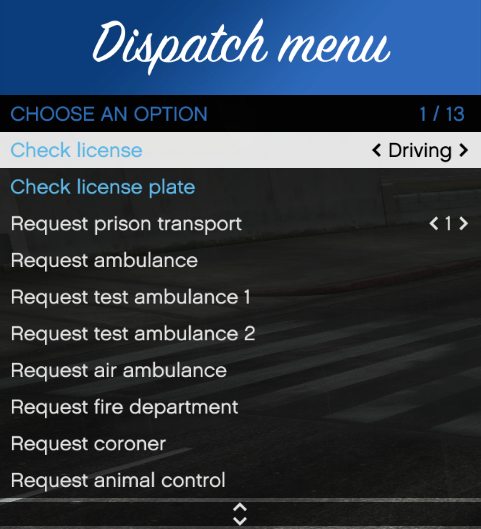 Dispatch menu
CHOOSE AN OPTION 1 / 13
Check license < Driving >
Check license plate
Request prison transport < 1 >
Request ambulance
Request test ambulance 1
Request test ambulance 2
Request air ambulance
Request fire department
Request coroner
Request animal control